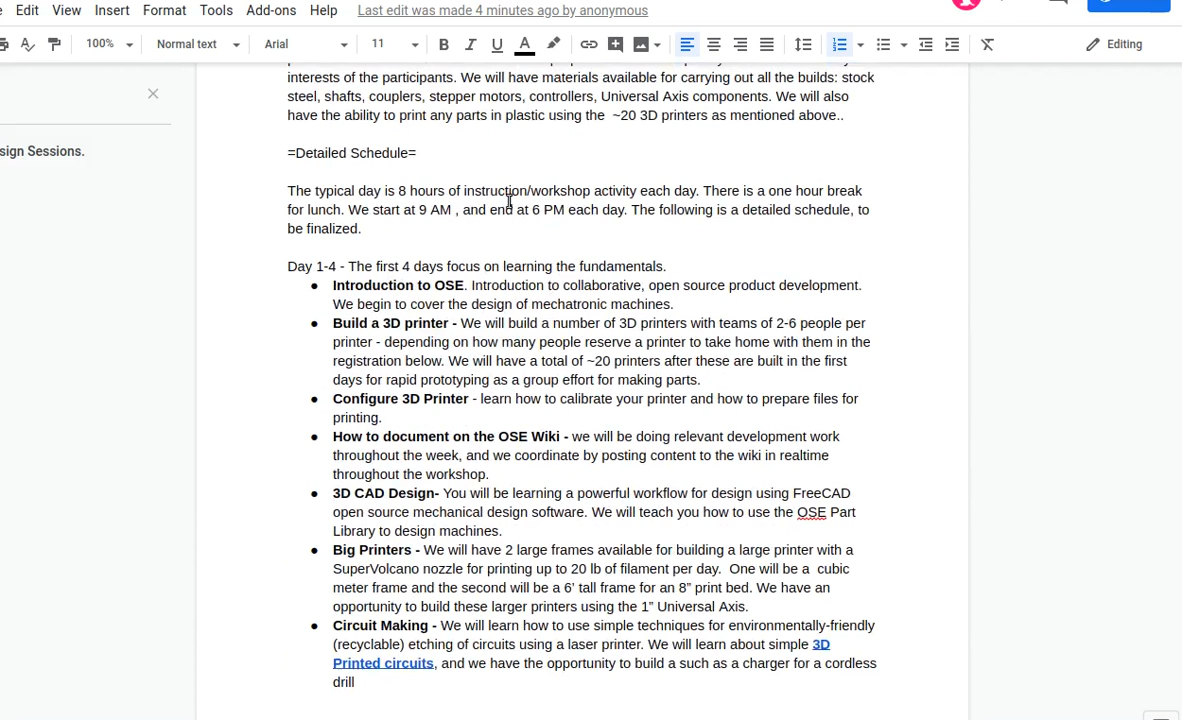 Edit View Insert Format Tools Add-ons Help Last edit was made 4 minutes ago by anonymous
100% Normal text Arial 11 B I U A Editing
interests of the participants. We will have materials available for carrying out all the builds: stock
steel, shafts, couplers, stepper motors, controllers, Universal Axis components. We will also
have the ability to print any parts in plastic using the ~20 3D printers as mentioned above..
sign Sessions.
=Detailed Schedule=
The typical day is 8 hours of instruction/workshop activity each day. There is a one hour break
for lunch. We start at 9 AM , and end at 6 PM each day. The following is a detailed schedule, to
be finalized.
Day 1-4 - The first 4 days focus on learning the fundamentals.
● Introduction to OSE. Introduction to collaborative, open source product development.
We begin to cover the design of mechatronic machines.
● Build a 3D printer - We will build a number of 3D printers with teams of 2-6 people per
printer - depending on how many people reserve a printer to take home with them in the
registration below. We will have a total of ~20 printers after these are built in the first
days for rapid prototyping as a group effort for making parts.
● Configure 3D Printer - learn how to calibrate your printer and how to prepare files for
printing.
● How to document on the OSE Wiki - we will be doing relevant development work
throughout the week, and we coordinate by posting content to the wiki in realtime
throughout the workshop.
● 3D CAD Design- You will be learning a powerful workflow for design using FreeCAD
open source mechanical design software. We will teach you how to use the OSE Part
Library to design machines.
● Big Printers - We will have 2 large frames available for building a large printer with a
SuperVolcano nozzle for printing up to 20 lb of filament per day. One will be a cubic
meter frame and the second will be a 6’ tall frame for an 8” print bed. We have an
opportunity to build these larger printers using the 1” Universal Axis.
● Circuit Making - We will learn how to use simple techniques for environmentally-friendly
(recyclable) etching of circuits using a laser printer. We will learn about simple 3D
Printed circuits, and we have the opportunity to build a such as a charger for a cordless
drill